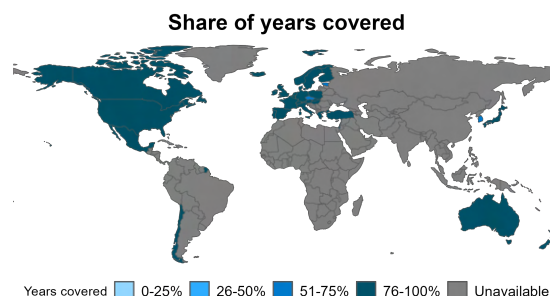 Share of years covered
Years covered 0-25% 26-50% 51-75% 76-100% Unavailable